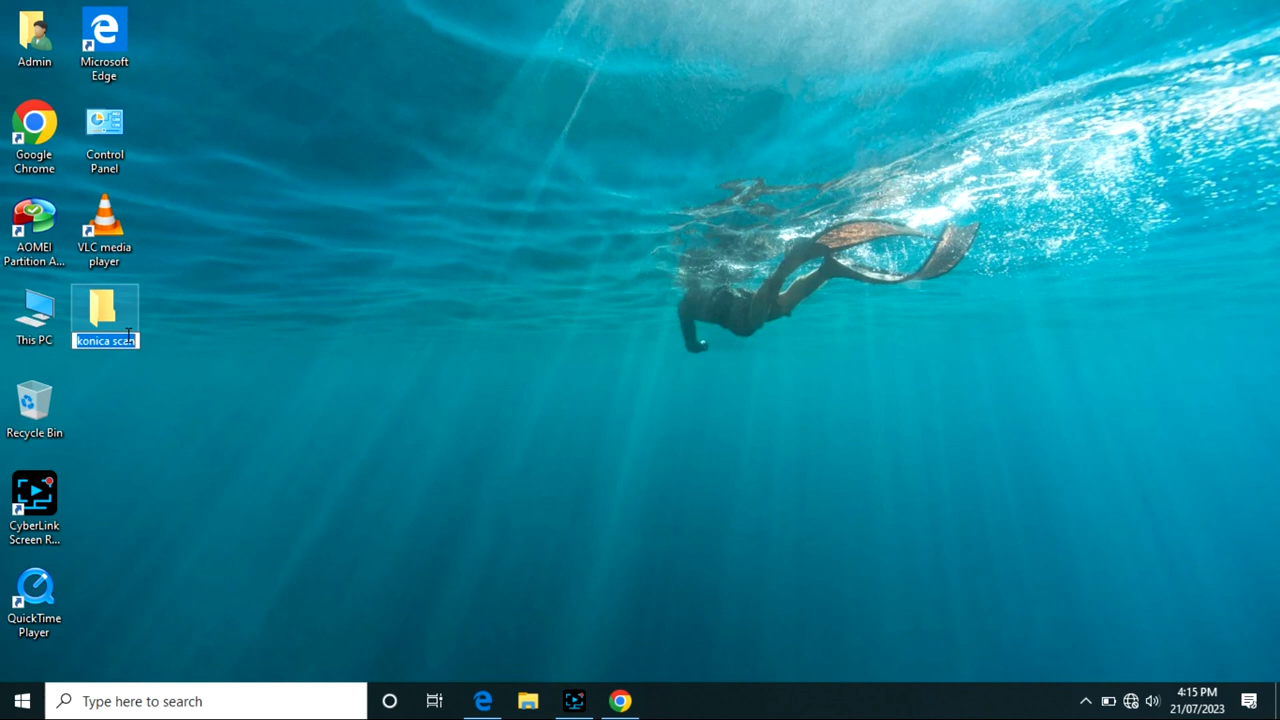 Admin
Microsoft
Edge
Google
Chrome
Control
Panel
AOMEI
Partition A...
VLC media
player
This PC
konica scan
Recycle Bin
CyberLink
Screen R...
QuickTime
Player
Type here to search
4:15 PM
21/07/2023